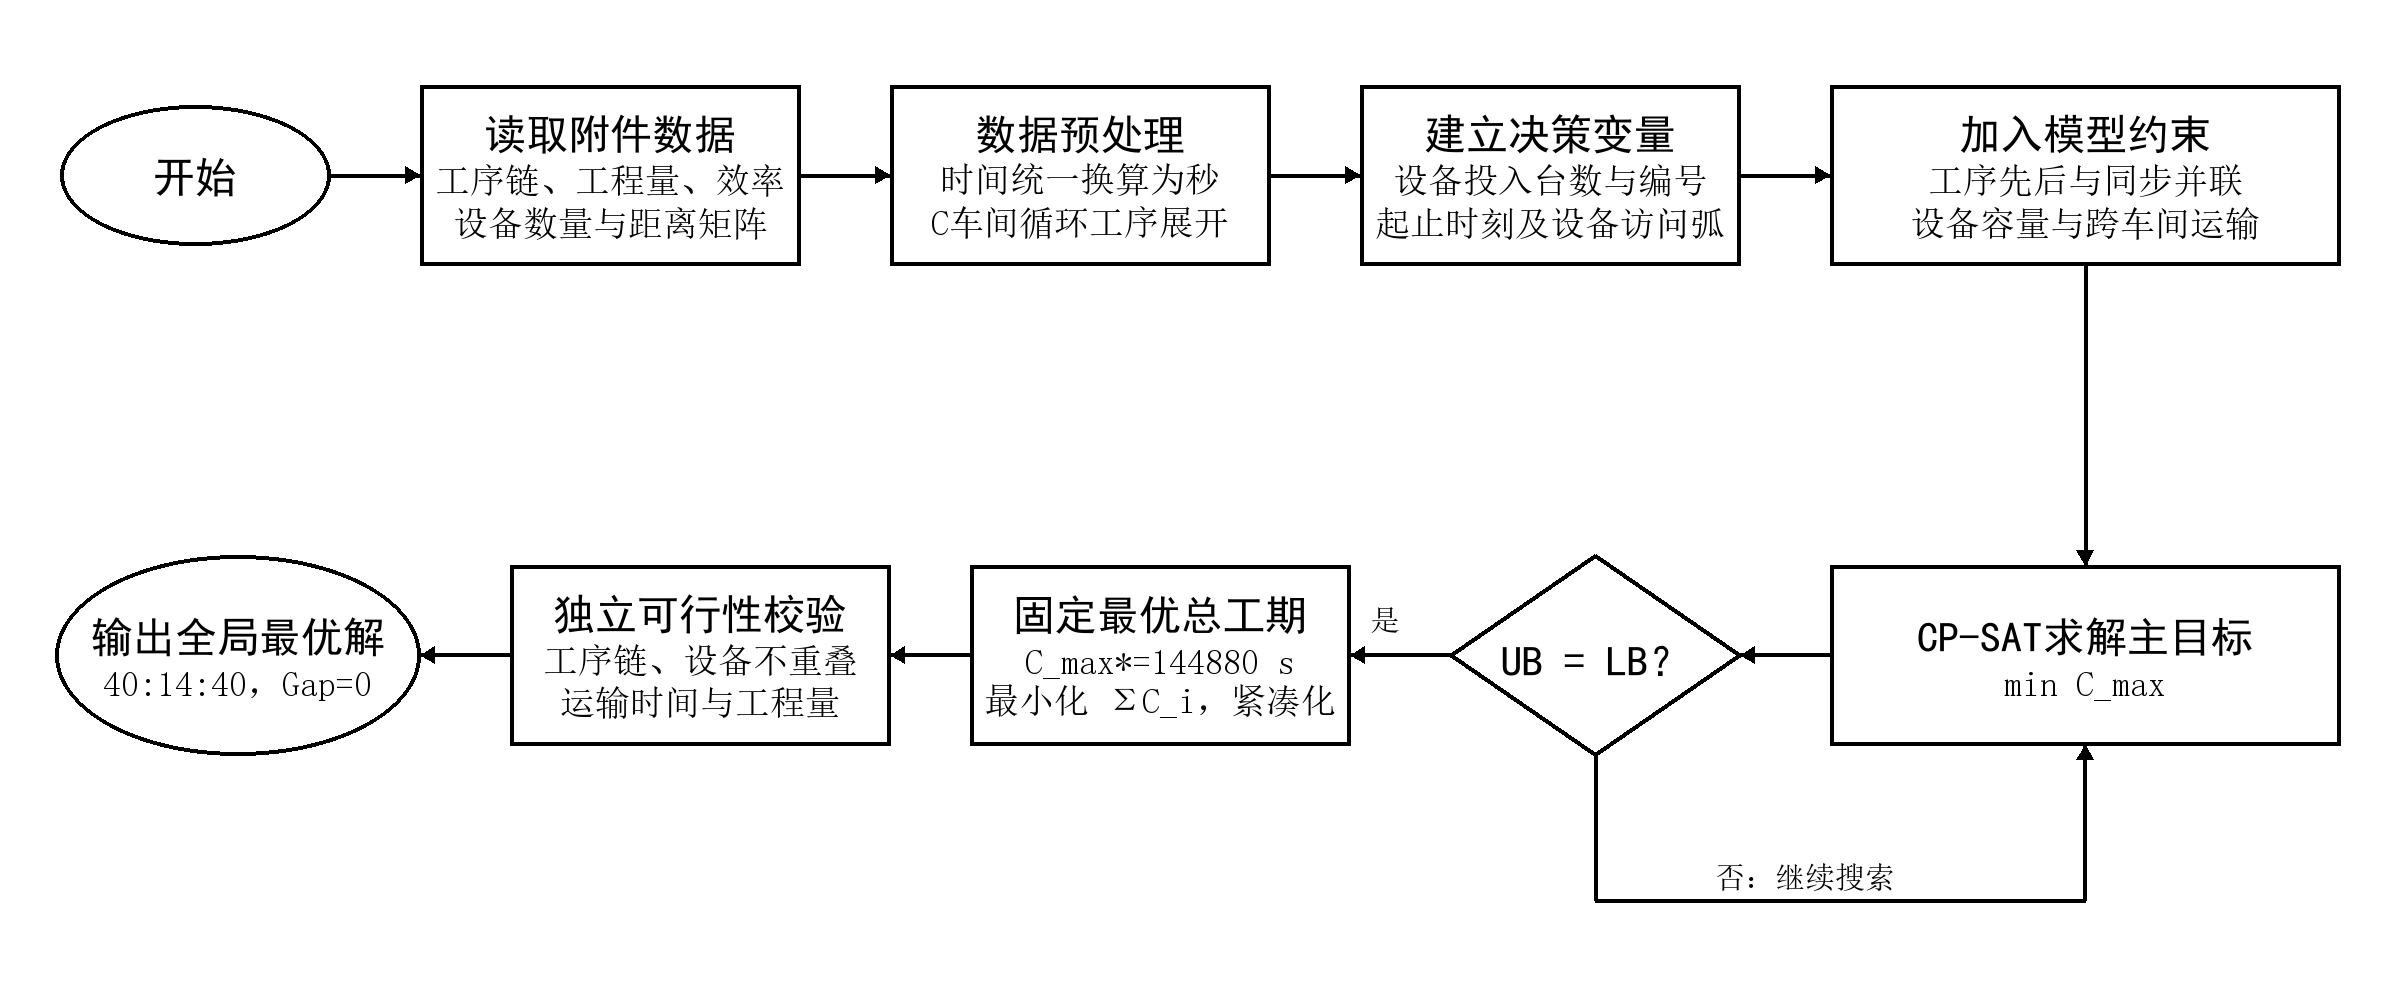 开始
读取附件数据
工序链、工程量、效率
设备数量与距离矩阵
数据预处理
时间统一换算为秒
C车间循环工序展开
建立决策变量
设备投入台数与编号
起止时刻及设备访问弧
加入模型约束
工序先后与同步并联
设备容量与跨车间运输
CP-SAT求解主目标
min C_max
UB = LB?
是
否：继续搜索
固定最优总工期
C_max*=144880 s
最小化 ΣC_i，紧凑化
独立可行性校验
工序链、设备不重叠
运输时间与工程量
输出全局最优解
40:14:40，Gap=0